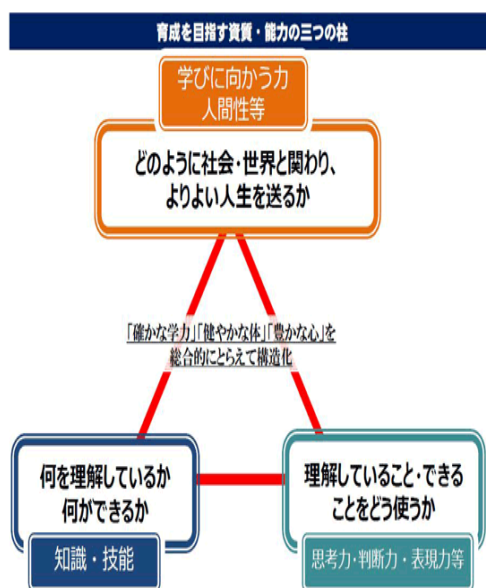 育成を目指す資質・能力の三つの柱
学びに向かう力
人間性等
どのように社会・世界と関わり、
よりよい人生を送るか
「確かな学力」「健やかな体」「豊かな心」を
総合的にとらえて構造化
何を理解しているか
何ができるか
知識・技能
理解していること・できる
ことをどう使うか
思考力・判断力・表現力等